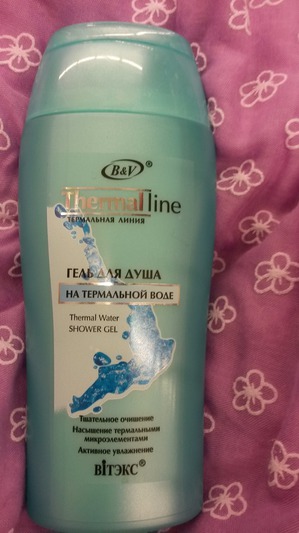 B&V®
Thermal line
ТЕРМАЛЬНАЯ ЛИНИЯ
ГЕЛЬ ДЛЯ ДУША
НА ТЕРМАЛЬНОЙ ВОДЕ
Thermal Water
SHOWER GEL
Тщательное очищение
Насыщение термальными
микроэлементами
Активное увлажнение
ВIТЭКС®